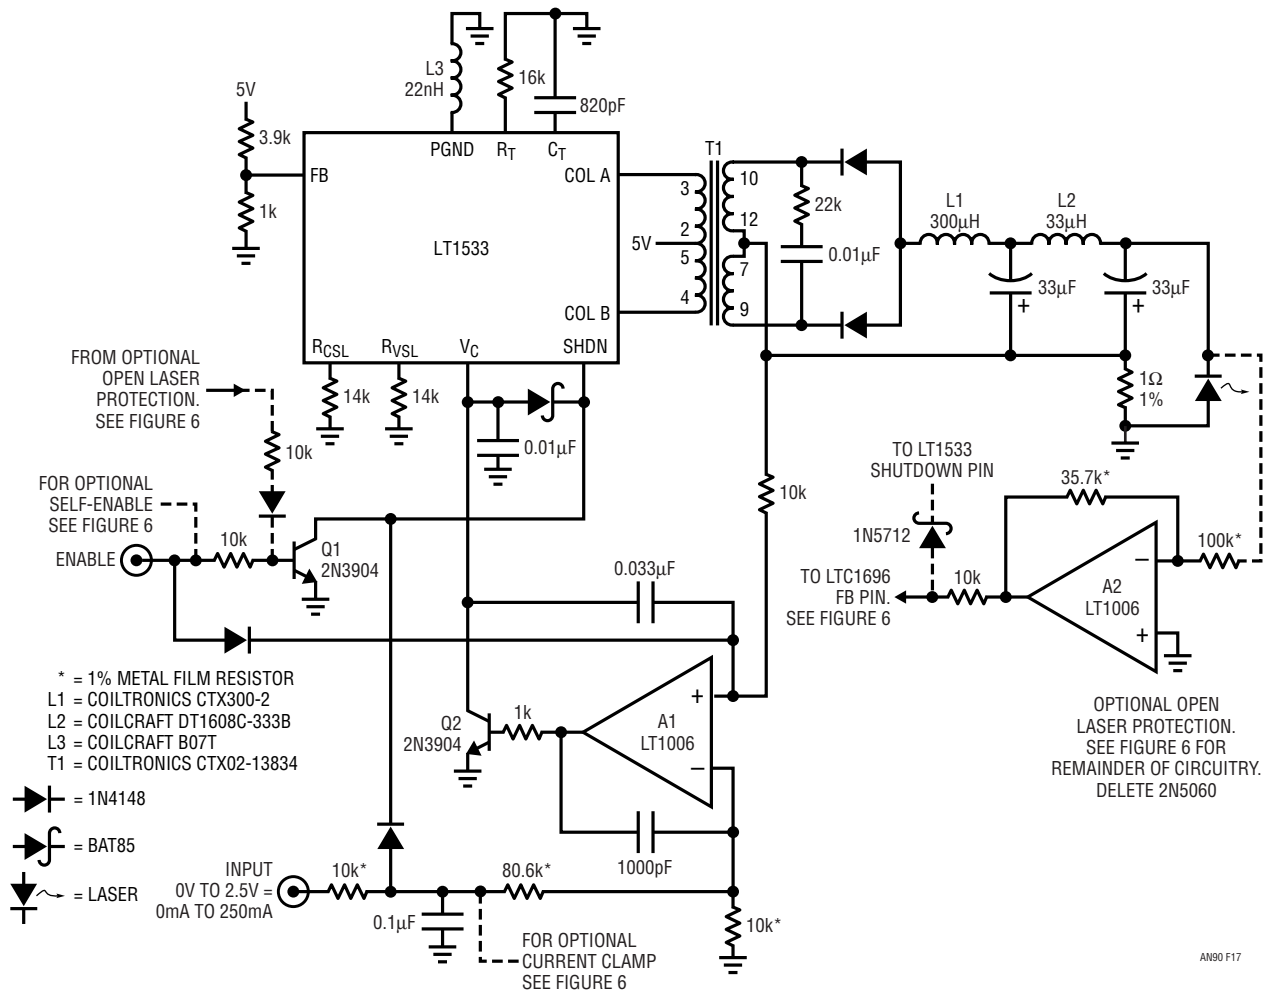 L3
22nH
16k
820pF
5V
3.9k
1k
PGND
RT
CT
FB
COL A
LT1533
COL B
RCSL
RVSL
VC
SHDN
T1
3
2
5
4
5V
10
12
7
9
22k
0.01µF
L1
300µH
L2
33µH
33µF
+
33µF
+
1Ω
1%
FROM OPTIONAL
OPEN LASER
PROTECTION.
SEE FIGURE 6
14k
14k
0.01µF
10k
FOR OPTIONAL
SELF-ENABLE
SEE FIGURE 6
ENABLE
10k
Q1
2N3904
10k
TO LT1533
SHUTDOWN PIN
1N5712
TO LTC1696
FB PIN.
SEE FIGURE 6
10k
35.7k*
100k*
A2
LT1006
–
+
OPTIONAL OPEN
LASER PROTECTION.
SEE FIGURE 6 FOR
REMAINDER OF CIRCUITRY.
DELETE 2N5060
0.033µF
* = 1% METAL FILM RESISTOR
L1 = COILTRONICS CTX300-2
L2 = COILCRAFT DT1608C-333B
L3 = COILCRAFT B07T
T1 = COILTRONICS CTX02-13834
= 1N4148
= BAT85
= LASER
Q2
2N3904
1k
A1
LT1006
+
–
1000pF
INPUT
0V TO 2.5V =
0mA TO 250mA
10k*
0.1µF
80.6k*
10k*
FOR OPTIONAL
CURRENT CLAMP
SEE FIGURE 6
AN90 F17